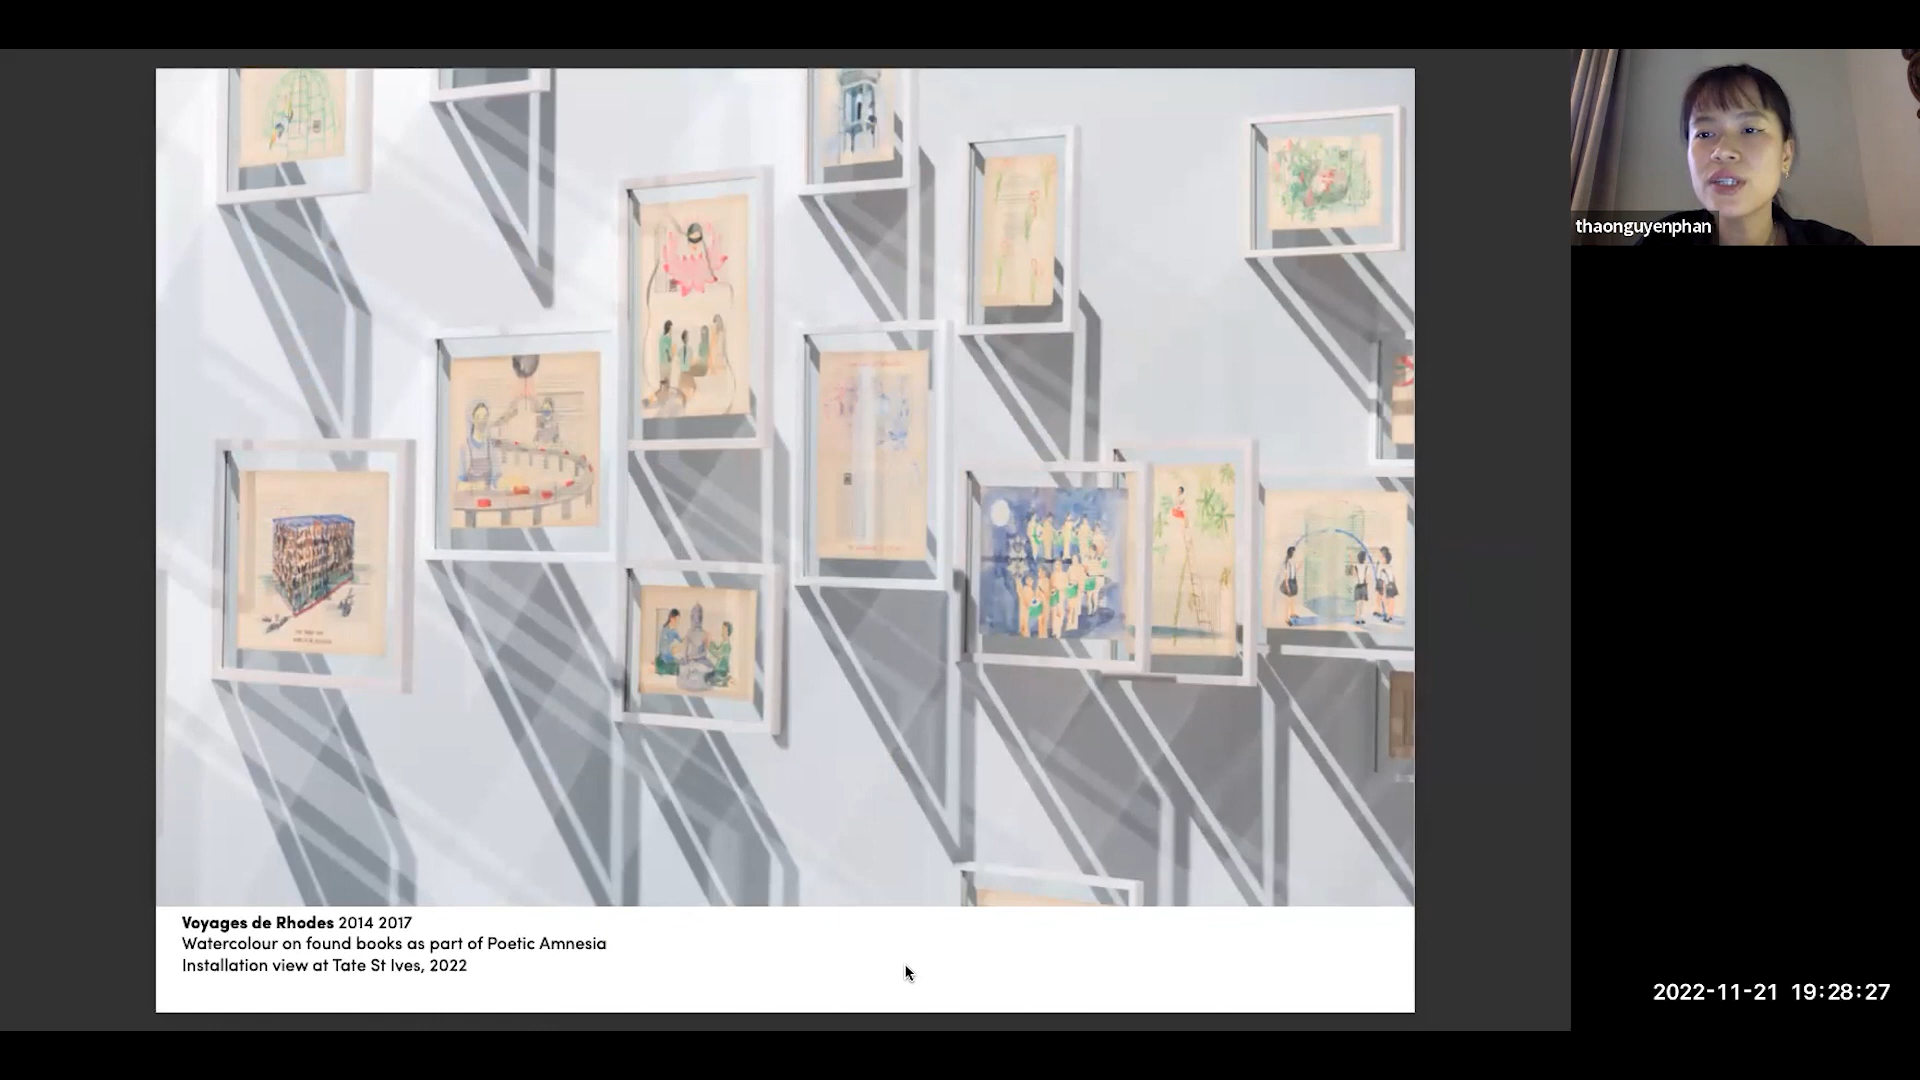 thaonguyenphan
Voyages de Rhodes 2014 2017
Watercolour on found books as part of Poetic Amnesia
Installation view at Tate St Ives, 2022
2022-11-21 19:28:27